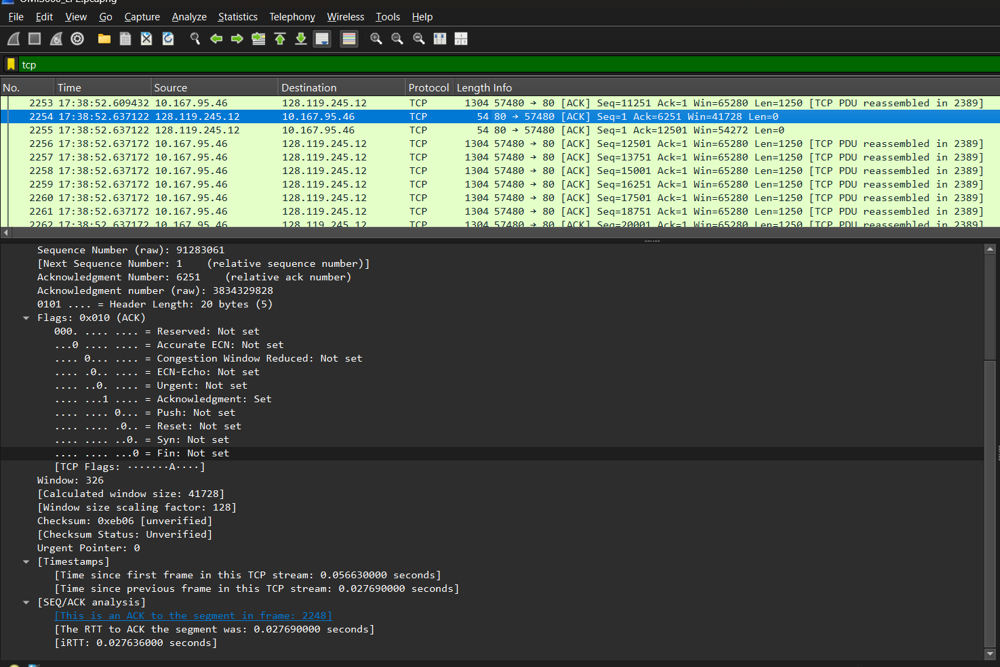 File Edit View Go Capture Analyze Statistics Telephony Wireless Tools Help
tcp
No. Time Source Destination Protocol Length Info
2253 17:38:52.609432 10.167.95.46 128.119.245.12 TCP 1304 57480 → 80 [ACK] Seq=11251 Ack=1 Win=65280 Len=1250 [TCP PDU reassembled in 2389]
2254 17:38:52.637122 128.119.245.12 10.167.95.46 TCP 54 80 → 57480 [ACK] Seq=1 Ack=6251 Win=41728 Len=0
2255 17:38:52.637122 128.119.245.12 10.167.95.46 TCP 54 80 → 57480 [ACK] Seq=1 Ack=12501 Win=54272 Len=0
2256 17:38:52.637172 10.167.95.46 128.119.245.12 TCP 1304 57480 → 80 [ACK] Seq=12501 Ack=1 Win=65280 Len=1250 [TCP PDU reassembled in 2389]
2257 17:38:52.637172 10.167.95.46 128.119.245.12 TCP 1304 57480 → 80 [ACK] Seq=13751 Ack=1 Win=65280 Len=1250 [TCP PDU reassembled in 2389]
2258 17:38:52.637172 10.167.95.46 128.119.245.12 TCP 1304 57480 → 80 [ACK] Seq=15001 Ack=1 Win=65280 Len=1250 [TCP PDU reassembled in 2389]
2259 17:38:52.637172 10.167.95.46 128.119.245.12 TCP 1304 57480 → 80 [ACK] Seq=16251 Ack=1 Win=65280 Len=1250 [TCP PDU reassembled in 2389]
2260 17:38:52.637172 10.167.95.46 128.119.245.12 TCP 1304 57480 → 80 [ACK] Seq=17501 Ack=1 Win=65280 Len=1250 [TCP PDU reassembled in 2389]
2261 17:38:52.637172 10.167.95.46 128.119.245.12 TCP 1304 57480 → 80 [ACK] Seq=18751 Ack=1 Win=65280 Len=1250 [TCP PDU reassembled in 2389]
2262 17:38:52.637172 10.167.95.46 128.119.245.12 TCP 1304 57480 → 80 [ACK] Seq=20001 Ack=1 Win=65280 Len=1250 [TCP PDU reassembled in 2389]
Sequence Number (raw): 91283061
[Next Sequence Number: 1    (relative sequence number)]
Acknowledgment Number: 6251    (relative ack number)
Acknowledgment number (raw): 3834329828
0101 .... = Header Length: 20 bytes (5)
Flags: 0x010 (ACK)
000. .... .... = Reserved: Not set
...0 .... .... = Accurate ECN: Not set
.... 0... .... = Congestion Window Reduced: Not set
.... .0.. .... = ECN-Echo: Not set
.... ..0. .... = Urgent: Not set
.... ...1 .... = Acknowledgment: Set
.... .... 0... = Push: Not set
.... .... .0.. = Reset: Not set
.... .... ..0. = Syn: Not set
.... .... ...0 = Fin: Not set
[TCP Flags: ·······A····]
Window: 326
[Calculated window size: 41728]
[Window size scaling factor: 128]
Checksum: 0xeb06 [unverified]
[Checksum Status: Unverified]
Urgent Pointer: 0
[Timestamps]
[Time since first frame in this TCP stream: 0.056630000 seconds]
[Time since previous frame in this TCP stream: 0.027690000 seconds]
[SEQ/ACK analysis]
[This is an ACK to the segment in frame: 2248]
[The RTT to ACK the segment was: 0.027690000 seconds]
[iRTT: 0.027636000 seconds]